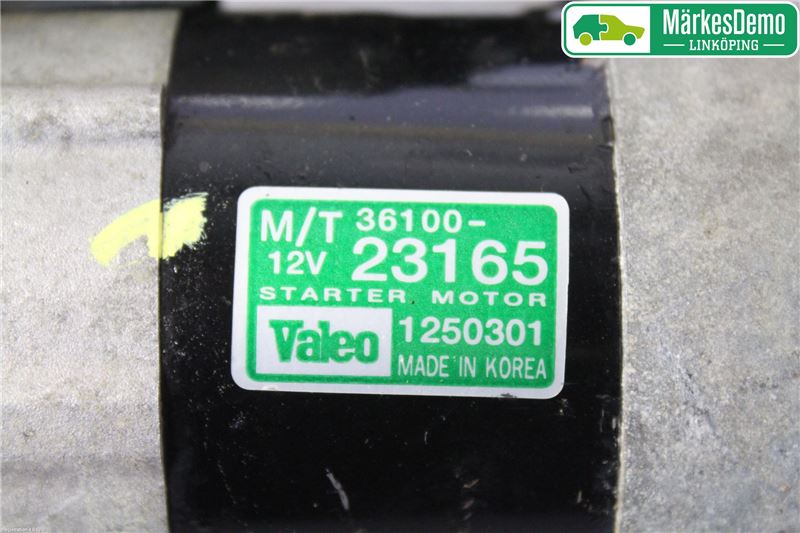 MärkesDemo
LINKÖPING
M/T 36100-
12V 23165
STARTER MOTOR
Valeo 1250301
MADE IN KOREA